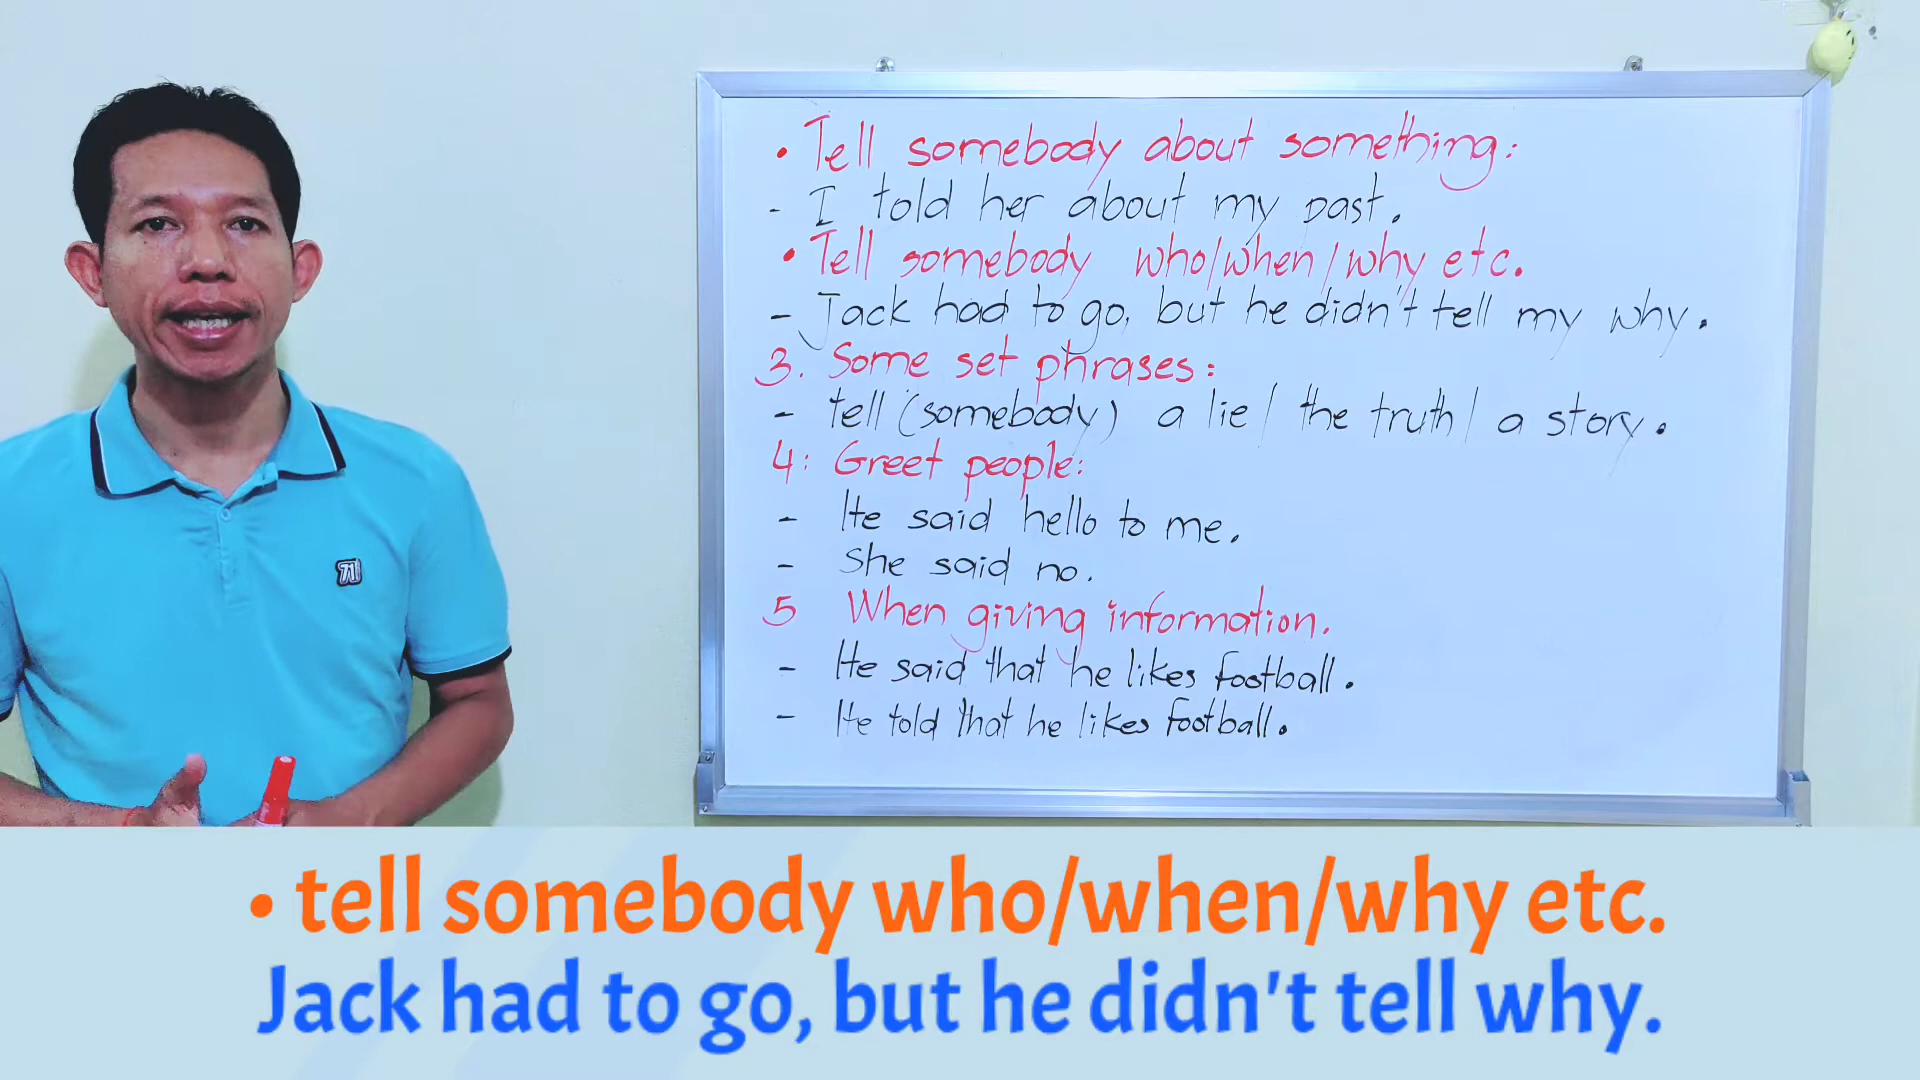 • Tell somebody about something:
- I told her about my past.
• Tell somebody who/when/why etc.
- Jack had to go, but he didn't tell my why.
3. Some set phrases:
- tell (somebody) a lie/ the truth/ a story.
4: Greet people:
- He said hello to me.
- She said no.
5 When giving information.
- He said that he likes football.
- He told that he likes football.
71
• tell somebody who/when/why etc.
Jack had to go, but he didn't tell why.